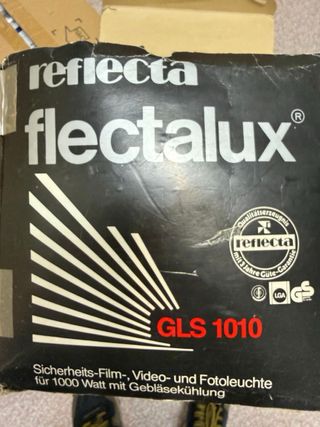 reflecta
flectalux®
Qualitätserzeugnis
reflecta
mit 3 Jahre Güte-Garantie
LGA
GS
GLS 1010
Sicherheits-Film-, Video- und Fotoleuchte
für 1000 Watt mit Gebläsekühlung